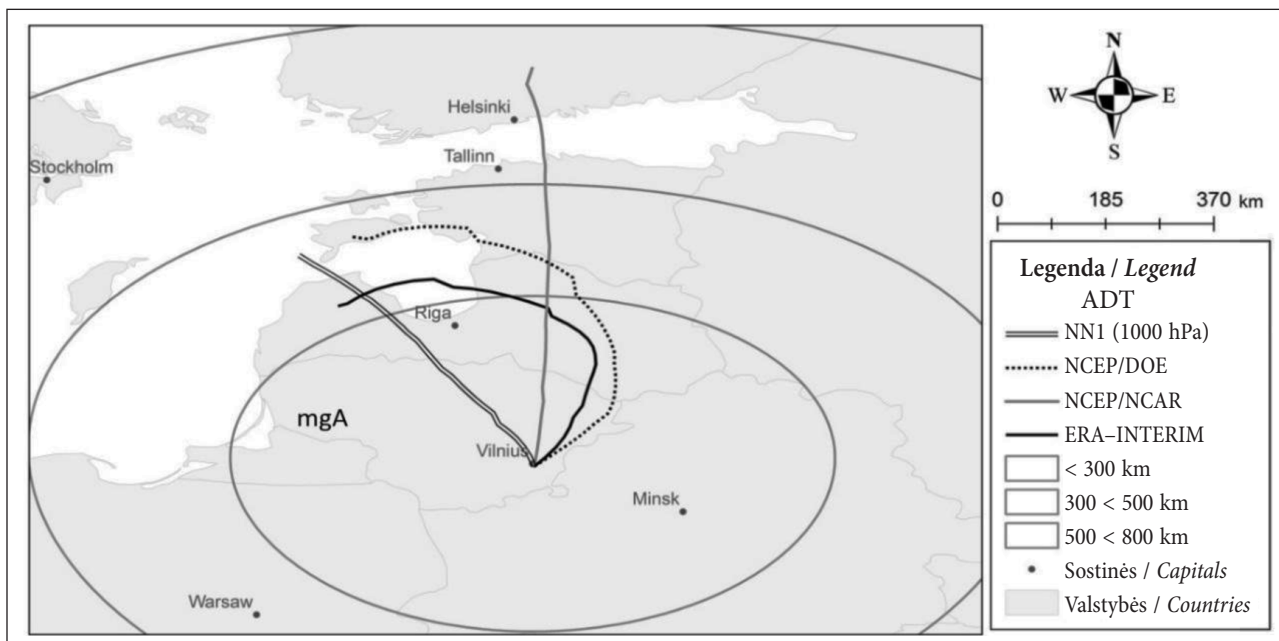 Helsinki
Tallinn
Stockholm
Riga
mgA
Vilnius
Minsk
Warsaw
N
W E
S
0 185 370 km
Legenda / Legend
ADT
NN1 (1000 hPa)
NCEP/DOE
NCEP/NCAR
ERA–INTERIM
< 300 km
300 < 500 km
500 < 800 km
Sostinės / Capitals
Valstybės / Countries